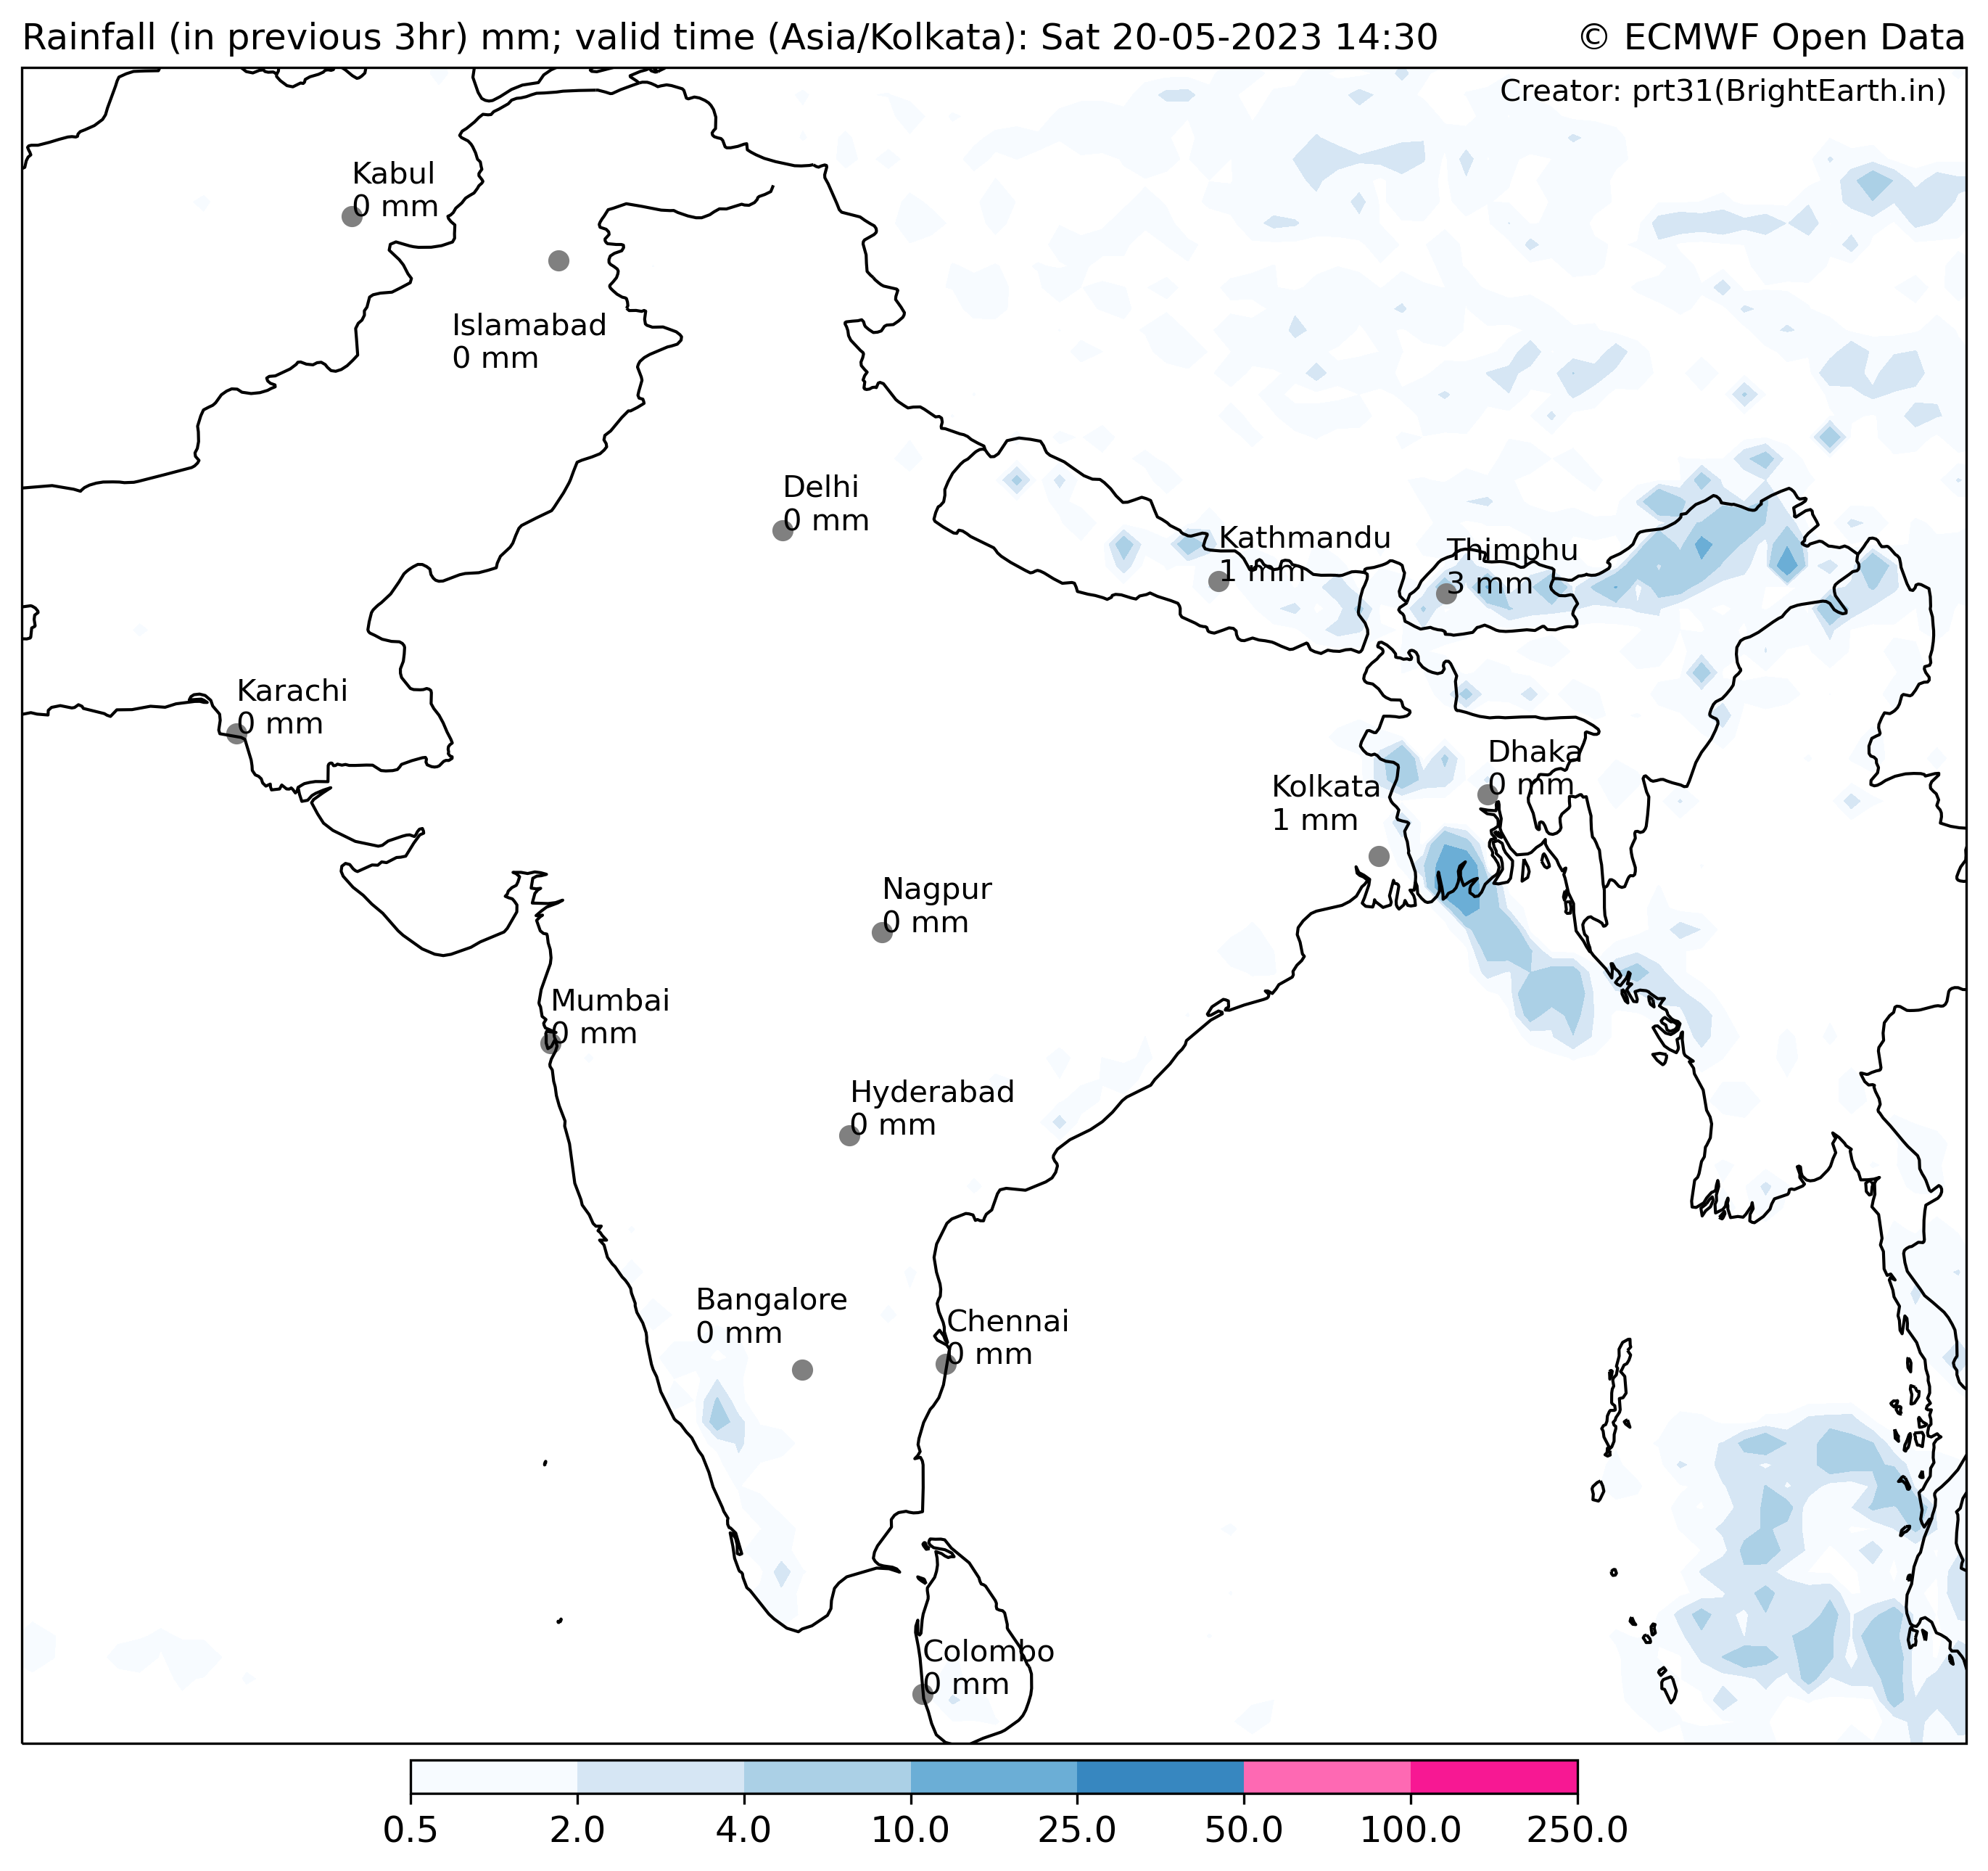 Rainfall (in previous 3hr) mm; valid time (Asia/Kolkata): Sat 20-05-2023 14:30
© ECMWF Open Data
Creator: prt31(BrightEarth.in)
Kabul
0 mm
Islamabad
0 mm
Delhi
0 mm
Kathmandu
1 mm
Thimphu
3 mm
Karachi
0 mm
Dhaka
0 mm
Kolkata
1 mm
Nagpur
0 mm
Mumbai
0 mm
Hyderabad
0 mm
Bangalore
0 mm
Chennai
0 mm
Colombo
0 mm
0.5
2.0
4.0
10.0
25.0
50.0
100.0
250.0